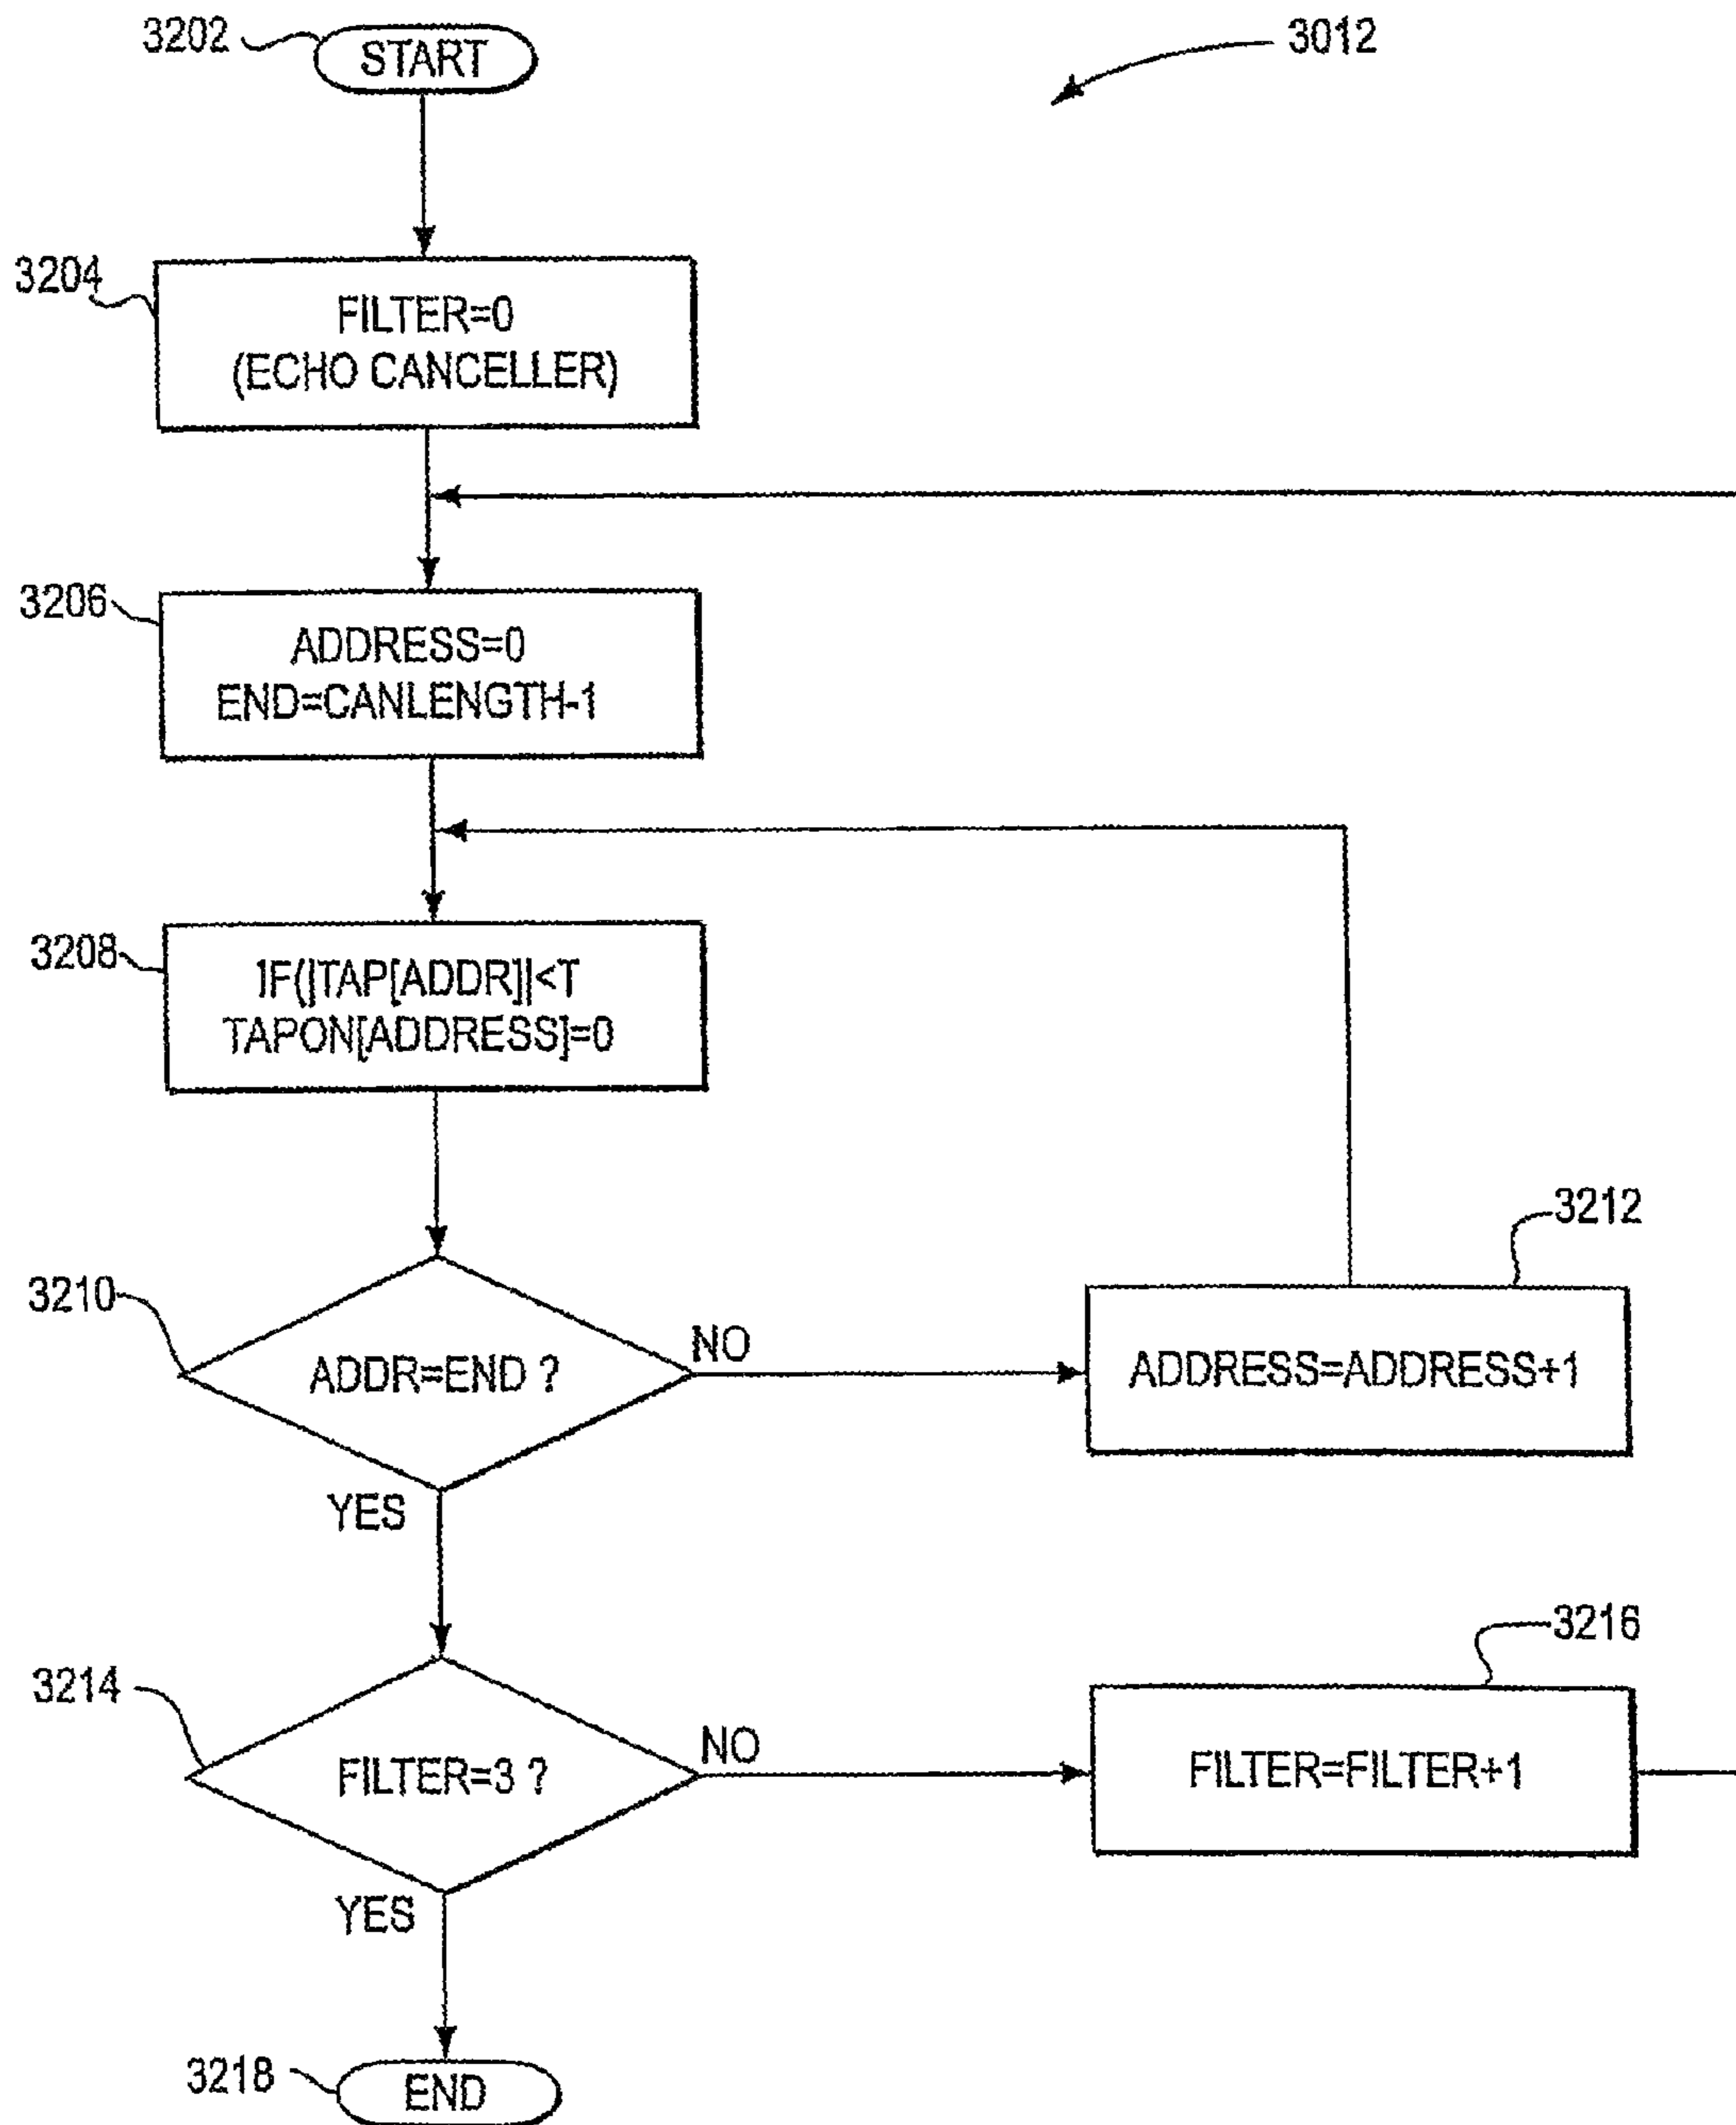 3202
START
3012
3204
FILTER=0
(ECHO CANCELLER)
3206
ADDRESS=0
END=CANLENGTH-1
3208
IF(|TAP[ADDR]|<T
TAPON[ADDRESS]=0
3212
3210
ADDR=END ?
NO
ADDRESS=ADDRESS+1
YES
3216
3214
FILTER=3 ?
NO
FILTER=FILTER+1
YES
3218
END